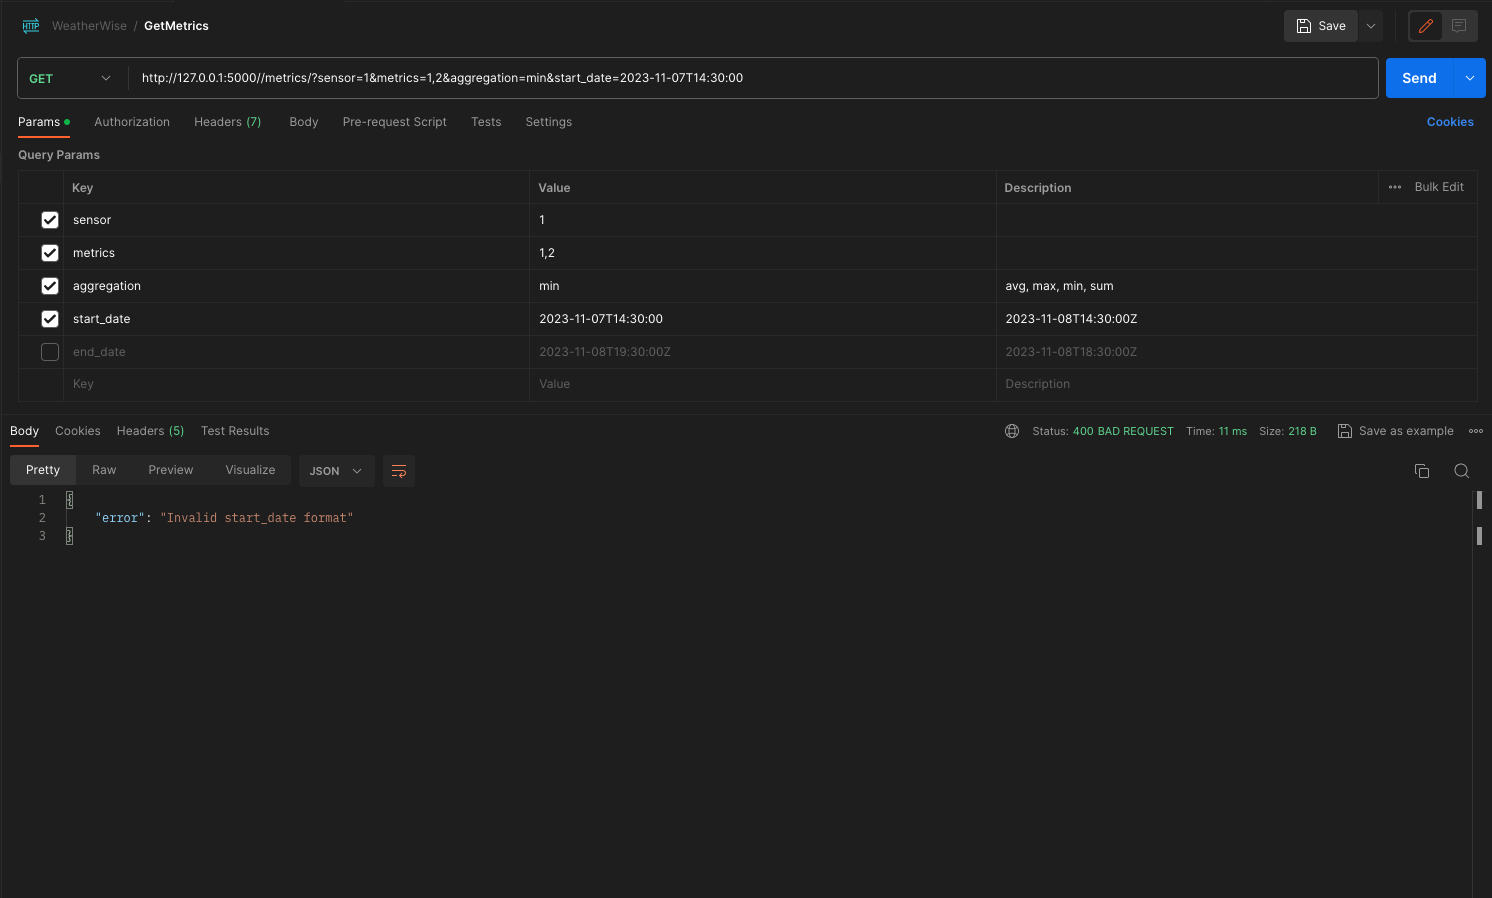 HTTP WeatherWise / GetMetrics Save
GET http://127.0.0.1:5000//metrics/?sensor=1&metrics=1,2&aggregation=min&start_date=2023-11-07T14:30:00 Send
Params Authorization Headers (7) Body Pre-request Script Tests Settings Cookies
Query Params
Key Value Description Bulk Edit
sensor 1
metrics 1,2
aggregation min avg, max, min, sum
start_date 2023-11-07T14:30:00 2023-11-08T14:30:00Z
end_date 2023-11-08T19:30:00Z 2023-11-08T18:30:00Z
Key Value Description
Body Cookies Headers (5) Test Results Status: 400 BAD REQUEST Time: 11 ms Size: 218 B Save as example
Pretty Raw Preview Visualize JSON
1 {
2 "error": "Invalid start_date format"
3 }